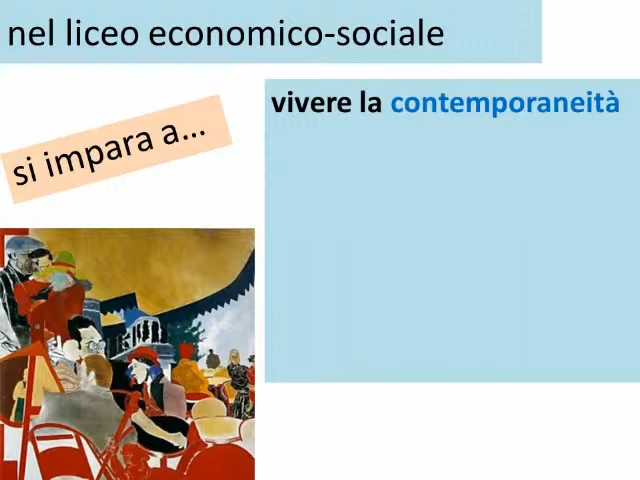 nel liceo economico-sociale
si impara a...
vivere la contemporaneità